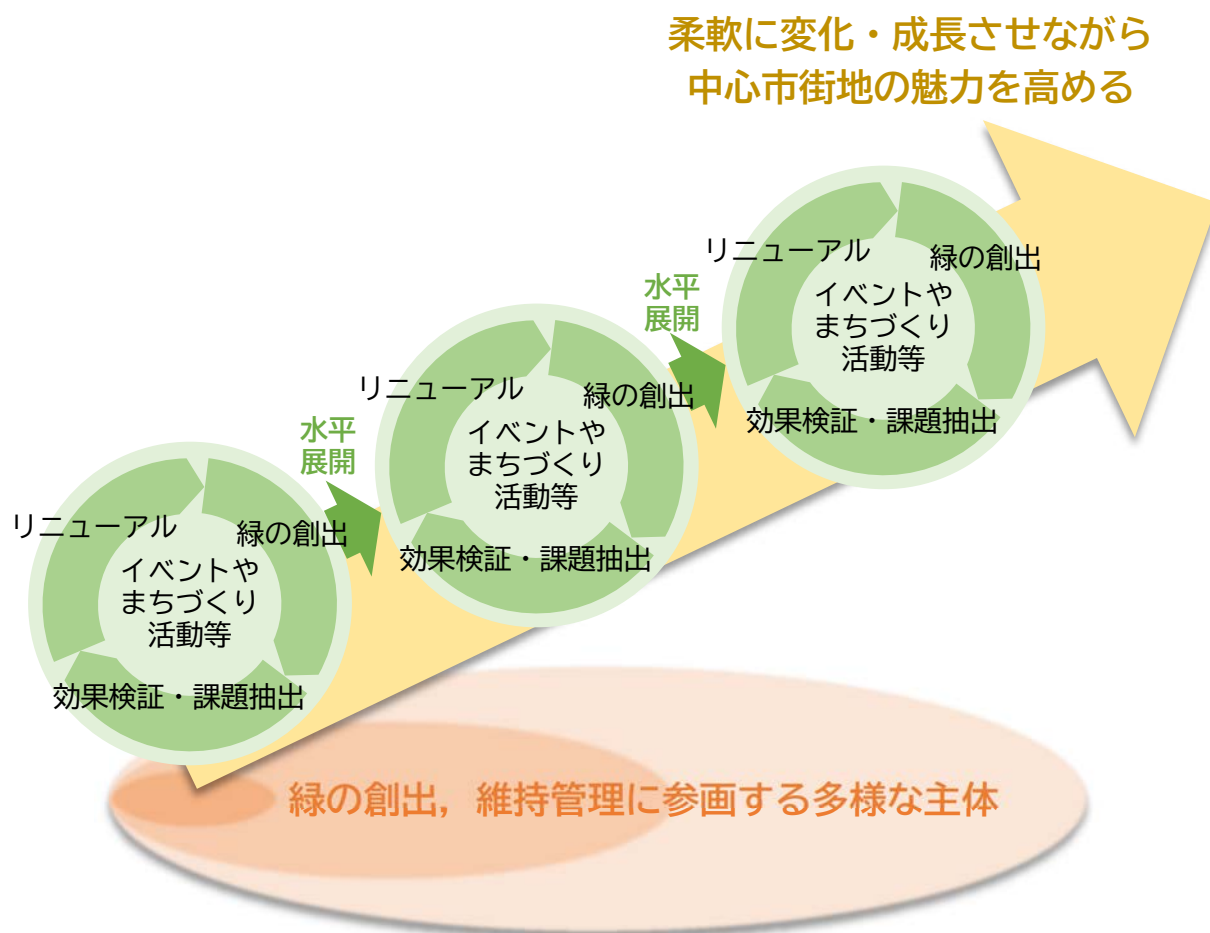 柔軟に変化・成長させながら
中心市街地の魅力を高める
リニューアル
緑の創出
イベントや
まちづくり
活動等
効果検証・課題抽出
水平
展開
リニューアル
緑の創出
イベントや
まちづくり
活動等
効果検証・課題抽出
水平
展開
リニューアル
緑の創出
イベントや
まちづくり
活動等
効果検証・課題抽出
緑の創出，維持管理に参画する多様な主体